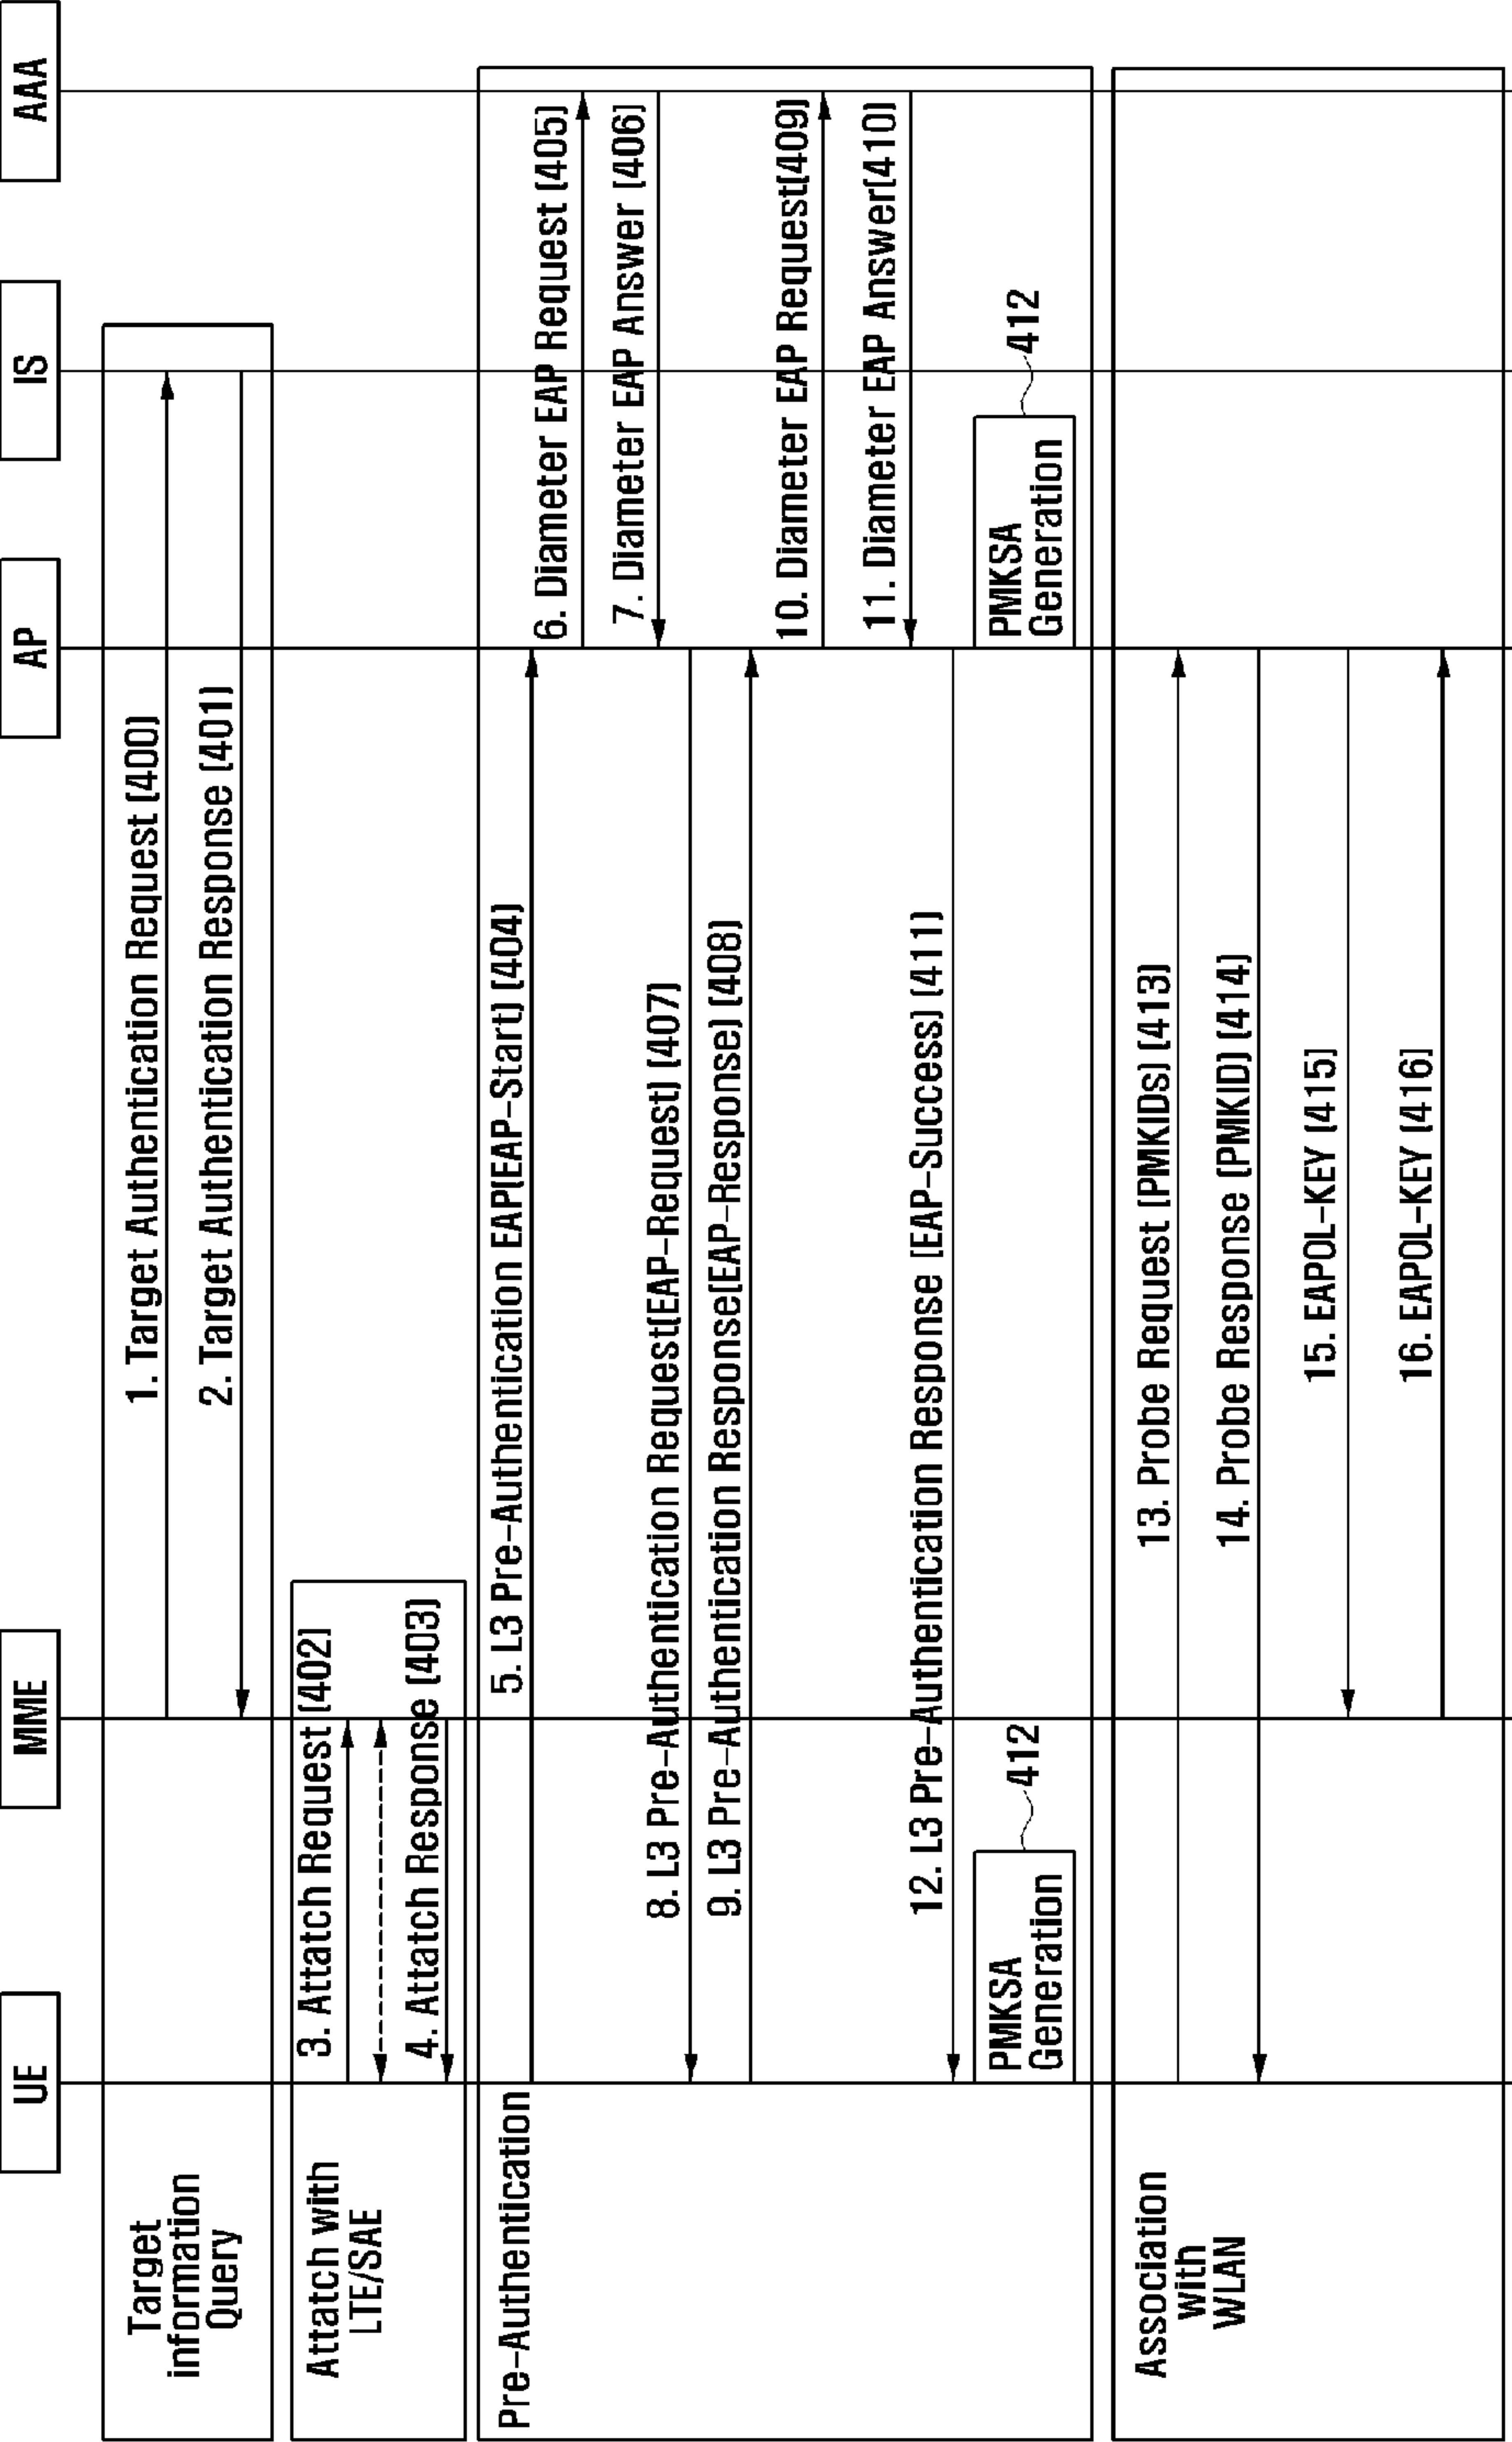 UE
MME
AP
IS
AAA
Target
information
Query
1. Target Authentication Request (400)
2. Target Authentication Response (401)
Attatch with
LTE/SAE
3. Attatch Request (402)
4. Attatch Response (403)
Pre-Authentication
5. L3 Pre-Authentication EAP(EAP-Start) (404)
6. Diameter EAP Request (405)
7. Diameter EAP Answer (406)
8. L3 Pre-Authentication Request(EAP-Request) (407)
9. L3 Pre-Authentication Response(EAP-Response) (408)
10. Diameter EAP Request(409)
11. Diameter EAP Answer(410)
12. L3 Pre-Authentication Response (EAP-Success) (411)
PMKSA
Generation
412
PMKSA
Generation
412
Association
with
WLAN
13. Probe Request (PMKIDs) (413)
14. Probe Response (PMKID) (414)
15. EAPOL-KEY (415)
16. EAPOL-KEY (416)